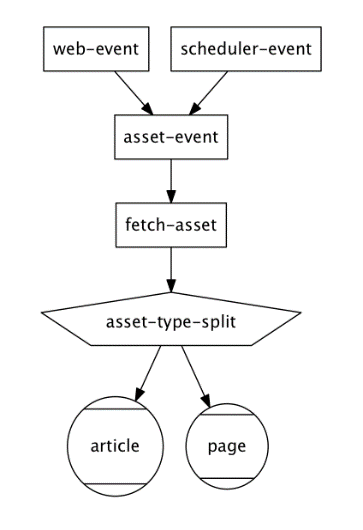 web-event
scheduler-event
asset-event
fetch-asset
asset-type-split
article
page